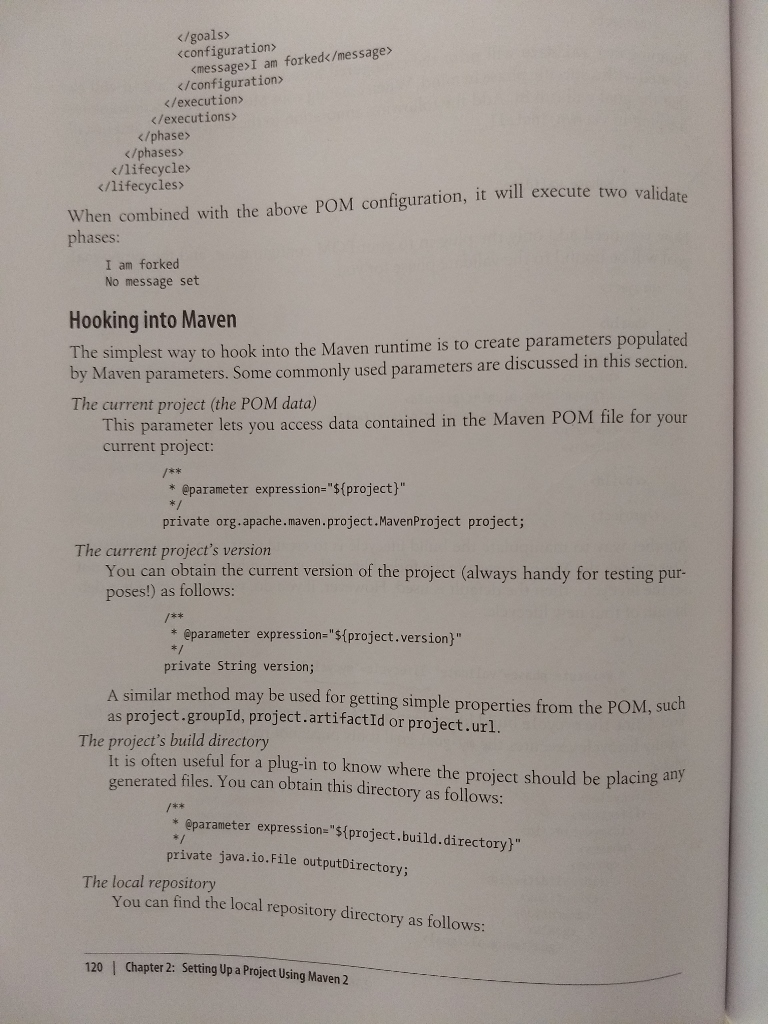 </goals>
<configuration>
<message>I am forked</message>
</configuration>
</execution>
</executions>
</phase>
</phases>
</lifecycle>
</lifecycles>
When combined with the above POM configuration, it will execute two validate
phases:
I am forked
No message set
Hooking into Maven
The simplest way to hook into the Maven runtime is to create parameters populated
by Maven parameters. Some commonly used parameters are discussed in this section.
The current project (the POM data)
This parameter lets you access data contained in the Maven POM file for your
current project:
/**
* @parameter expression="${project}"
*/
private org.apache.maven.project.MavenProject project;
The current project's version
You can obtain the current version of the project (always handy for testing pur-
poses!) as follows:
/**
* @parameter expression="${project.version}"
*/
private String version;
A similar method may be used for getting simple properties from the POM, such
as project.groupId, project.artifactId or project.url.
The project's build directory
It is often useful for a plug-in to know where the project should be placing any
generated files. You can obtain this directory as follows:
/**
* @parameter expression="${project.build.directory}"
*/
private java.io.File outputDirectory;
The local repository
You can find the local repository directory as follows:
120 | Chapter 2: Setting Up a Project Using Maven 2